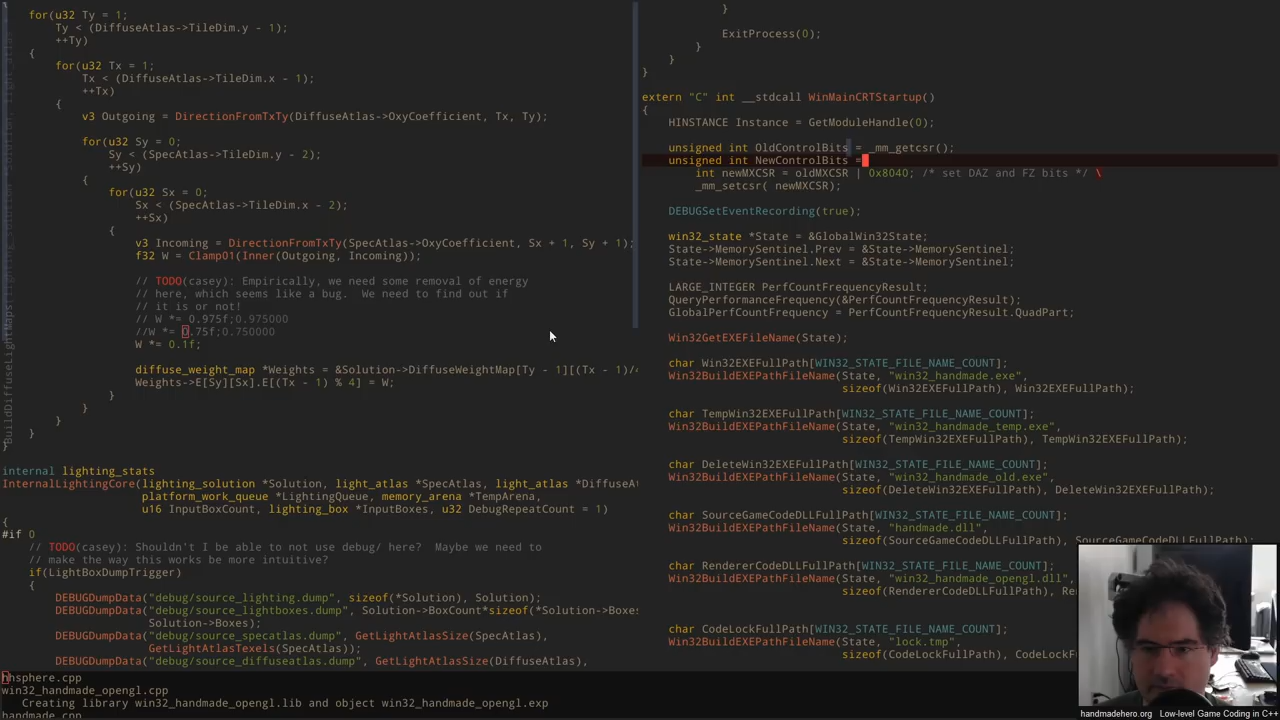 for(u32 Ty = 1;
Ty < (DiffuseAtlas->TileDim.y - 1);
++Ty)
{
for(u32 Tx = 1;
Tx < (DiffuseAtlas->TileDim.x - 1);
++Tx)
{
v3 Outgoing = DirectionFromTxTy(DiffuseAtlas->OxyCoefficient, Tx, Ty);
for(u32 Sy = 0;
Sy < (SpecAtlas->TileDim.y - 2);
++Sy)
{
for(u32 Sx = 0;
Sx < (SpecAtlas->TileDim.x - 2);
++Sx)
{
v3 Incoming = DirectionFromTxTy(SpecAtlas->OxyCoefficient, Sx + 1, Sy + 1);
f32 W = Clamp01(Inner(Outgoing, Incoming));
// TODO(casey): Empirically, we need some removal of energy
// here, which seems like a bug.  We need to find out if
// it is or not!
// W *= 0.975f;0.975000
//W *= 0.75f;0.750000
W *= 0.1f;
diffuse_weight_map *Weights = &Solution->DiffuseWeightMap[Ty - 1][(Tx - 1)/4
Weights->E[Sy][Sx].E[(Tx - 1) % 4] = W;
}
}
}
}
}
internal lighting_stats
InternalLightingCore(lighting_solution *Solution, light_atlas *SpecAtlas, light_atlas *DiffuseAt
platform_work_queue *LightingQueue, memory_arena *TempArena,
u16 InputBoxCount, lighting_box *InputBoxes, u32 DebugRepeatCount = 1)
{
#if 0
// TODO(casey): Shouldn't I be able to not use debug/ here?  Maybe we need to
// make the way this works be more intuitive?
if(LightBoxDumpTrigger)
{
DEBUGDumpData("debug/source_lighting.dump", sizeof(*Solution), Solution);
DEBUGDumpData("debug/source_lightboxes.dump", Solution->BoxCount*sizeof(*Solution->Boxes
Solution->Boxes);
DEBUGDumpData("debug/source_specatlas.dump", GetLightAtlasSize(SpecAtlas),
GetLightAtlasTexels(SpecAtlas));
DEBUGDumpData("debug/source_diffuseatlas.dump", GetLightAtlasSize(DiffuseAtlas),
hhsphere.cpp
win32_handmade_opengl.cpp
Creating library win32_handmade_opengl.lib and object win32_handmade_opengl.exp
handmade.cpp
}
ExitProcess(0);
}
}
}
extern "C" int __stdcall WinMainCRTStartup()
{
HINSTANCE Instance = GetModuleHandle(0);
unsigned int OldControlBits = _mm_getcsr();
unsigned int NewControlBits =
int newMXCSR = oldMXCSR | 0x8040; /* set DAZ and FZ bits */ \
_mm_setcsr( newMXCSR);
DEBUGSetEventRecording(true);
win32_state *State = &GlobalWin32State;
State->MemorySentinel.Prev = &State->MemorySentinel;
State->MemorySentinel.Next = &State->MemorySentinel;
LARGE_INTEGER PerfCountFrequencyResult;
QueryPerformanceFrequency(&PerfCountFrequencyResult);
GlobalPerfCountFrequency = PerfCountFrequencyResult.QuadPart;
Win32GetEXEFileName(State);
char Win32EXEFullPath[WIN32_STATE_FILE_NAME_COUNT];
Win32BuildEXEPathFileName(State, "win32_handmade.exe",
sizeof(Win32EXEFullPath), Win32EXEFullPath);
char TempWin32EXEFullPath[WIN32_STATE_FILE_NAME_COUNT];
Win32BuildEXEPathFileName(State, "win32_handmade_temp.exe",
sizeof(TempWin32EXEFullPath), TempWin32EXEFullPath);
char DeleteWin32EXEFullPath[WIN32_STATE_FILE_NAME_COUNT];
Win32BuildEXEPathFileName(State, "win32_handmade_old.exe",
sizeof(DeleteWin32EXEFullPath), DeleteWin32EXEFullPath);
char SourceGameCodeDLLFullPath[WIN32_STATE_FILE_NAME_COUNT];
Win32BuildEXEPathFileName(State, "handmade.dll",
sizeof(SourceGameCodeDLLFullPath), SourceGameCodeDLLFullPath);
char RendererCodeDLLFullPath[WIN32_STATE_FILE_NAME_COUNT];
Win32BuildEXEPathFileName(State, "win32_handmade_opengl.dll",
sizeof(RendererCodeDLLFullPath), Re
char CodeLockFullPath[WIN32_STATE_FILE_NAME_COUNT];
Win32BuildEXEPathFileName(State, "lock.tmp",
sizeof(CodeLockFullPath), CodeLockFullP
handmadehero.org | Low-level Game Coding in C++